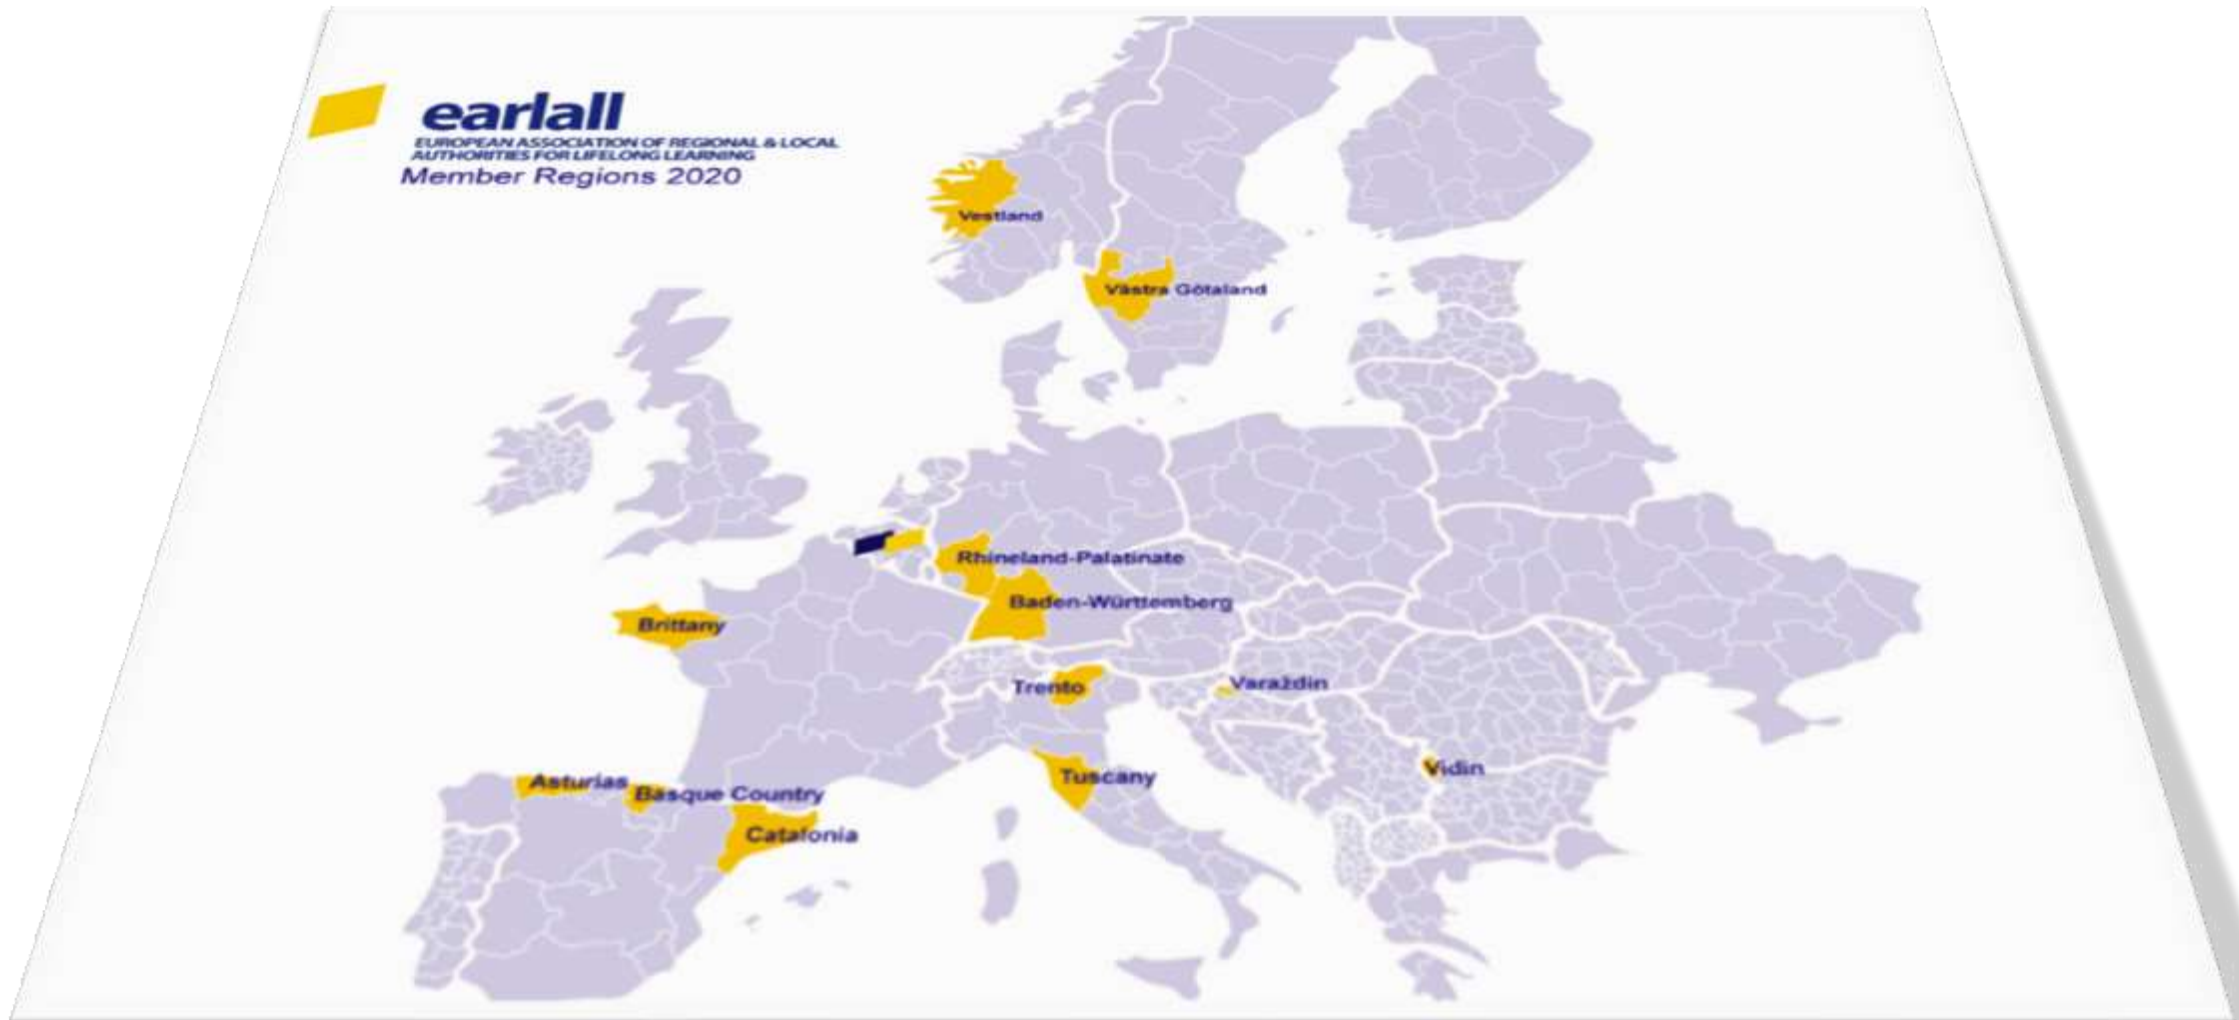 earlall
EUROPEAN ASSOCIATION OF REGIONAL & LOCAL
AUTHORITIES FOR LIFELONG LEARNING
Member Regions 2020
Vestland
Västra Götaland
Rhineland-Palatinate
Baden-Württemberg
Brittany
Trento
Varaždin
Vidin
Tuscany
Asturias
Basque Country
Catalonia